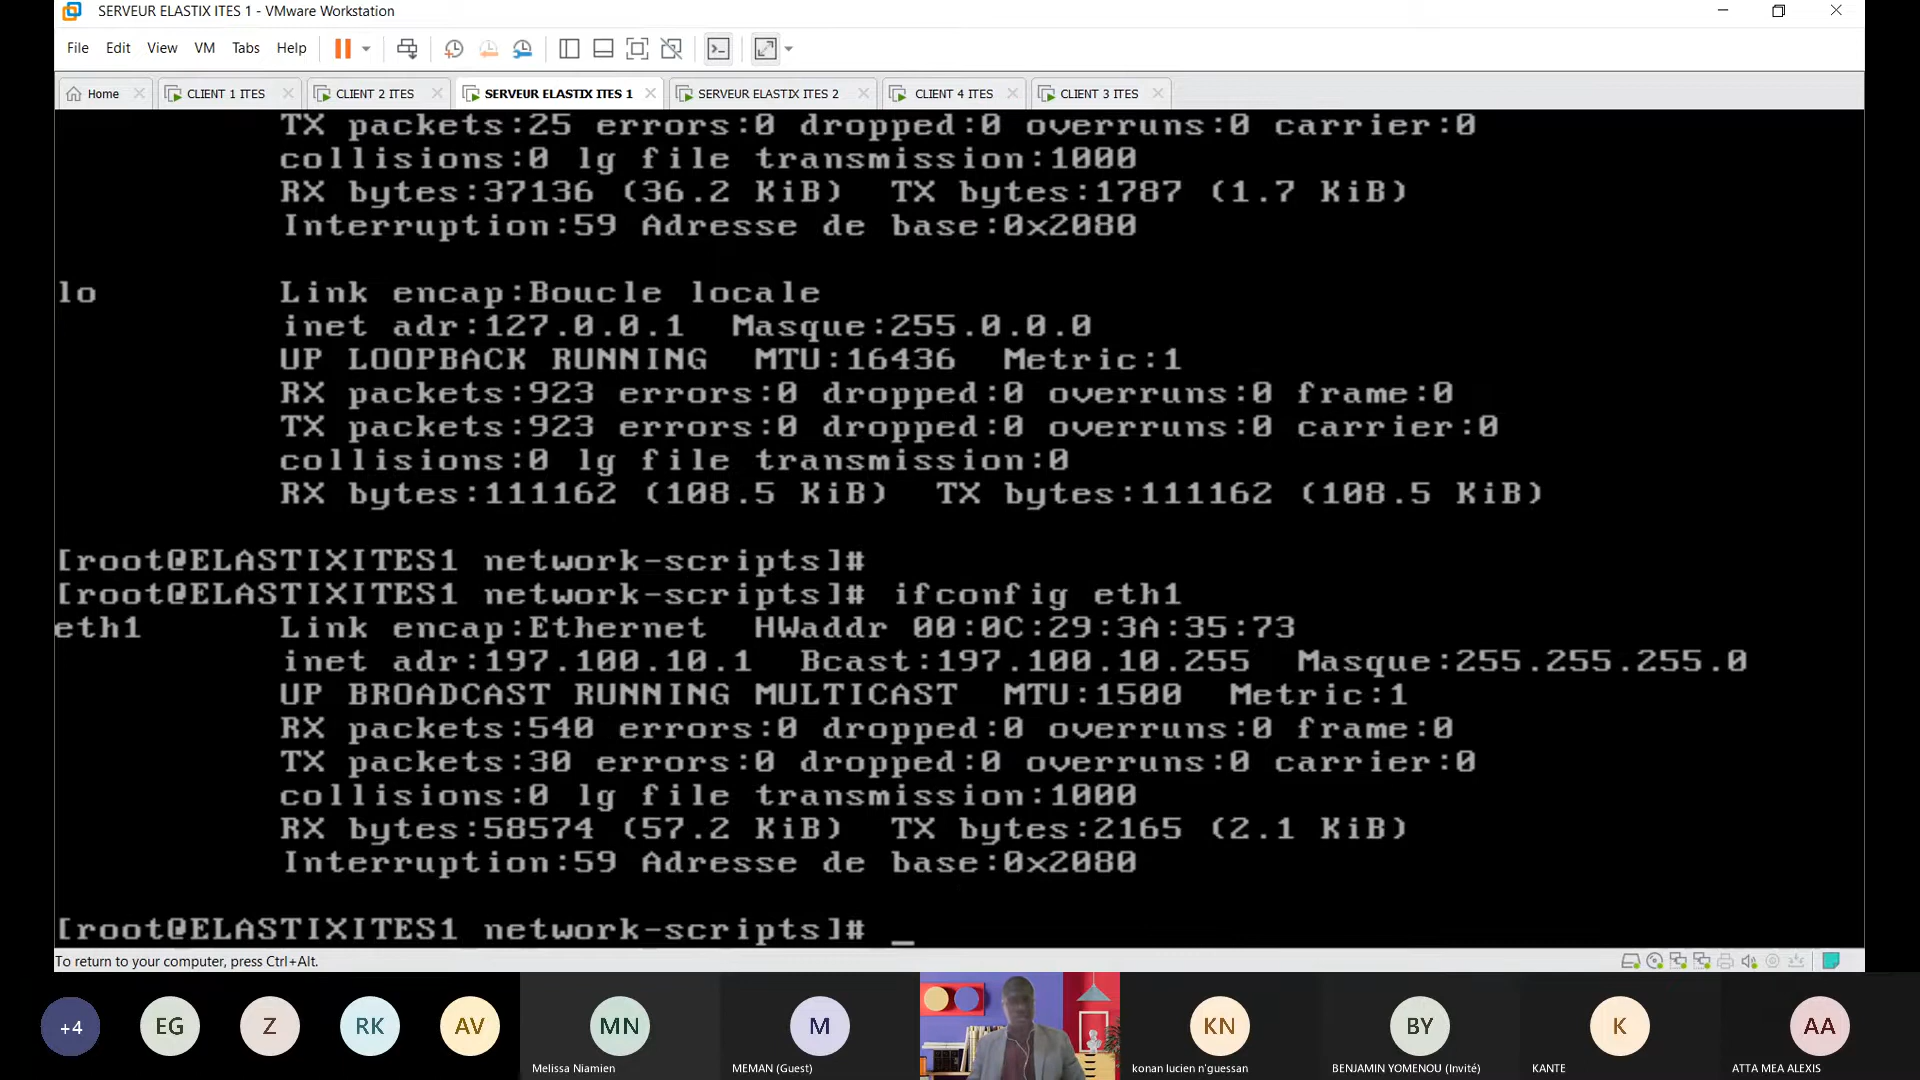 SERVEUR ELASTIX ITES 1 - VMware Workstation
File Edit View VM Tabs Help
Home CLIENT 1 ITES CLIENT 2 ITES SERVEUR ELASTIX ITES 1 SERVEUR ELASTIX ITES 2 CLIENT 4 ITES CLIENT 3 ITES
TX packets:25 errors:0 dropped:0 overruns:0 carrier:0
collisions:0 lg file transmission:1000
RX bytes:37136 (36.2 KiB) TX bytes:1787 (1.7 KiB)
Interruption:59 Adresse de base:0x2080
lo Link encap:Boucle locale
inet adr:127.0.0.1 Masque:255.0.0.0
UP LOOPBACK RUNNING MTU:16436 Metric:1
RX packets:923 errors:0 dropped:0 overruns:0 frame:0
TX packets:923 errors:0 dropped:0 overruns:0 carrier:0
collisions:0 lg file transmission:0
RX bytes:111162 (108.5 KiB) TX bytes:111162 (108.5 KiB)
[root@ELASTIXITES1 network-scripts]#
[root@ELASTIXITES1 network-scripts]# ifconfig eth1
eth1 Link encap:Ethernet HWaddr 00:0C:29:3A:35:73
inet adr:197.100.10.1 Bcast:197.100.10.255 Masque:255.255.255.0
UP BROADCAST RUNNING MULTICAST MTU:1500 Metric:1
RX packets:540 errors:0 dropped:0 overruns:0 frame:0
TX packets:30 errors:0 dropped:0 overruns:0 carrier:0
collisions:0 lg file transmission:1000
RX bytes:58574 (57.2 KiB) TX bytes:2165 (2.1 KiB)
Interruption:59 Adresse de base:0x2080
[root@ELASTIXITES1 network-scripts]# _
To return to your computer, press Ctrl+Alt.
+4 EG Z RK AV MN M KN BY K AA
Melissa Niamien MEMAN (Guest) konan lucien n'guessan BENJAMIN YOMENOU (Invité) KANTE ATTA MEA ALEXIS